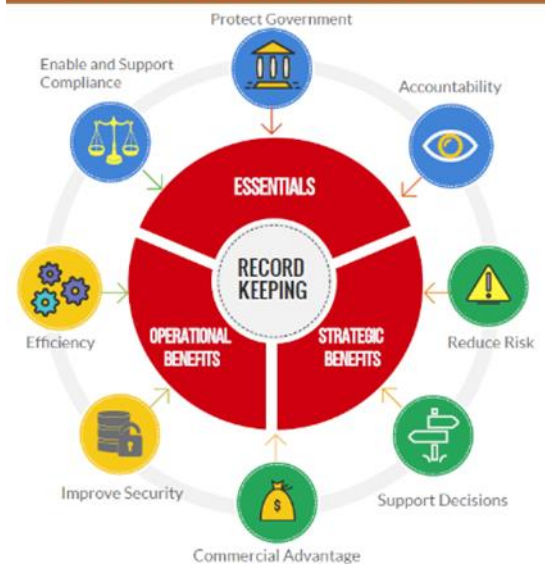 Protect Government
Enable and Support
Compliance
Accountability
ESSENTIALS
RECORD
KEEPING
OPERATIONAL
BENEFITS
STRATEGIC
BENEFITS
Efficiency
Reduce Risk
Improve Security
Support Decisions
$
Commercial Advantage